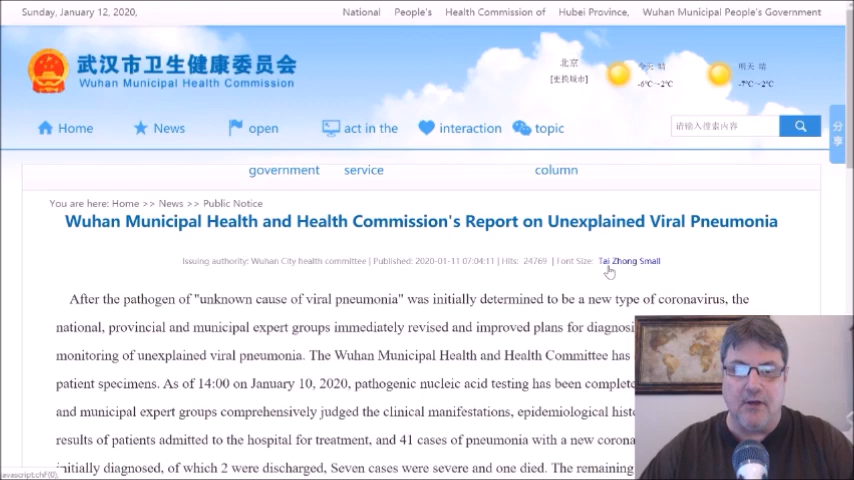 Sunday, January 12, 2020, National People's Health Commission of Hubei Province, Wuhan Municipal People's Government
武汉市卫生健康委员会
Wuhan Municipal Health Commission
北京
[更换城市]
今天 晴
-6℃~2℃
明天 晴
-7℃~2℃
Home News open act in the interaction topic
government service column
请输入搜索内容
分享
You are here: Home >> News >> Public Notice
Wuhan Municipal Health and Health Commission's Report on Unexplained Viral Pneumonia
Issuing authority: Wuhan City health committee | Published: 2020-01-11 07:04:11 | Hits: 24769 | Font Size: Tai Zhong Small
After the pathogen of "unknown cause of viral pneumonia" was initially determined to be a new type of coronavirus, the
national, provincial and municipal expert groups immediately revised and improved plans for diagnosi
monitoring of unexplained viral pneumonia. The Wuhan Municipal Health and Health Committee has
patient specimens. As of 14:00 on January 10, 2020, pathogenic nucleic acid testing has been complete
and municipal expert groups comprehensively judged the clinical manifestations, epidemiological histo
results of patients admitted to the hospital for treatment, and 41 cases of pneumonia with a new corona
initially diagnosed, of which 2 were discharged, Seven cases were severe and one died. The remaining